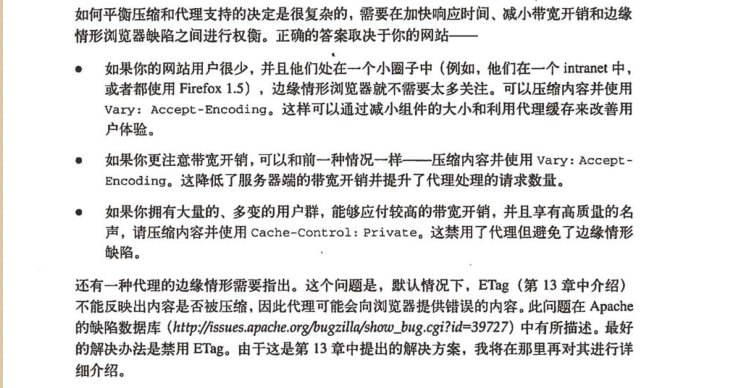 如何平衡压缩和代理支持的决定是很复杂的，需要在加快响应时间、减小带宽开销和边缘
情形浏览器缺陷之间进行权衡。正确的答案取决于你的网站——
● 如果你的网站用户很少，并且他们处在一个小圈子中（例如，他们在一个 intranet 中，
或者都使用 Firefox 1.5），边缘情形浏览器就不需要太多关注。可以压缩内容并使用
Vary: Accept-Encoding。这样可以通过减小组件的大小和利用代理缓存来改善用
户体验。
● 如果你更注意带宽开销，可以和前一种情况一样——压缩内容并使用 Vary: Accept-
Encoding。这降低了服务器端的带宽开销并提升了代理处理的请求数量。
● 如果你拥有大量的、多变的用户群，能够应付较高的带宽开销，并且享有高质量的名
声，请压缩内容并使用 Cache-Control: Private。这禁用了代理但避免了边缘情形
缺陷。
还有一种代理的边缘情形需要指出。这个问题是，默认情况下，ETag（第 13 章中介绍）
不能反映出内容是否被压缩，因此代理可能会向浏览器提供错误的内容。此问题在 Apache
的缺陷数据库（http://issues.apache.org/bugzilla/show_bug.cgi?id=39727）中有所描述。最好
的解决办法是禁用 ETag。由于这是第 13 章中提出的解决方案，我将在那里再对其进行详
细介绍。